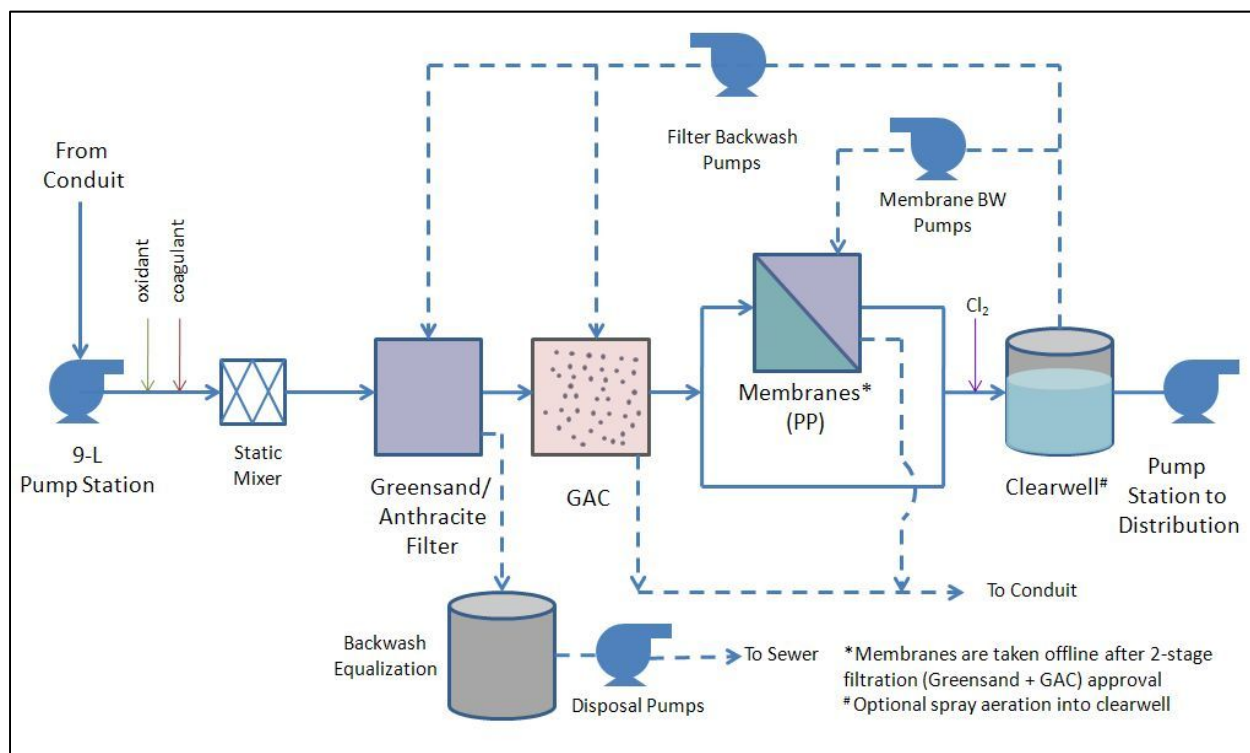 Filter Backwash
Pumps
From
Conduit
Membrane BW
Pumps
oxidant
coagulant
Cl2
9-L
Pump Station
Static
Mixer
Greensand/
Anthracite
Filter
GAC
Membranes*
(PP)
Clearwell#
Pump
Station to
Distribution
To Conduit
Backwash
Equalization
Disposal Pumps
To Sewer
*Membranes are taken offline after 2-stage
filtration (Greensand + GAC) approval
# Optional spray aeration into clearwell